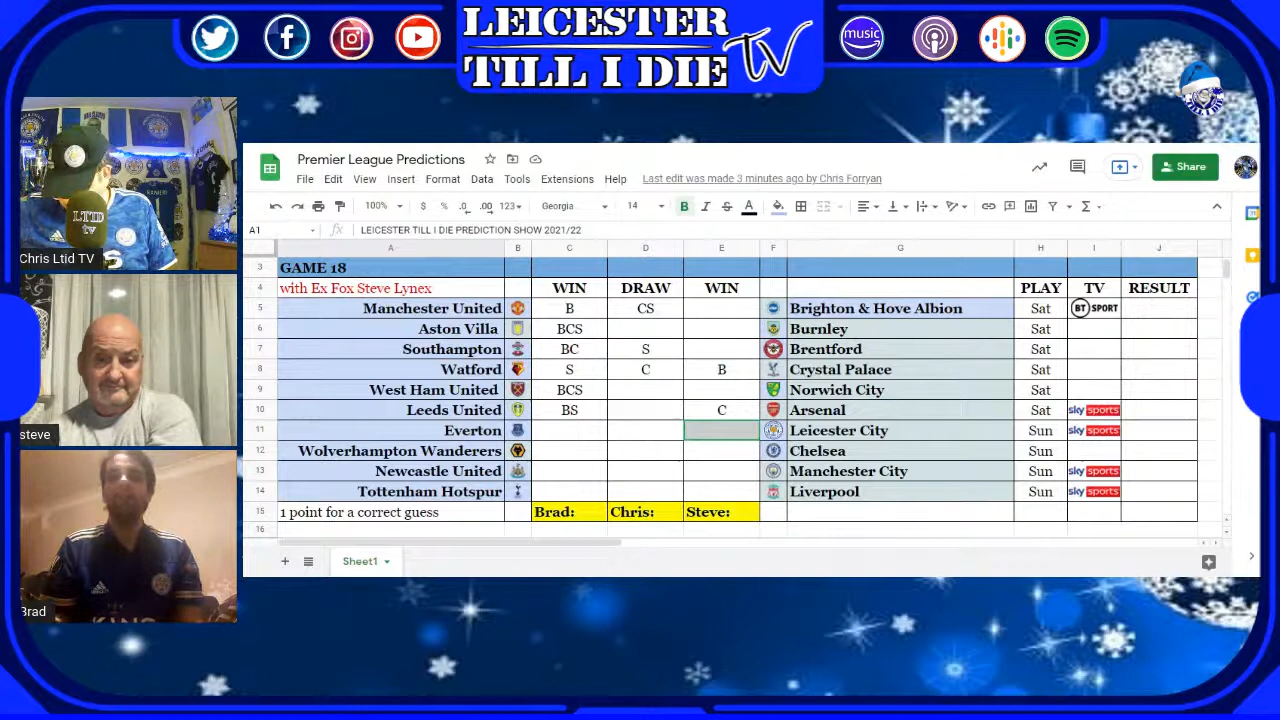 LEICESTER
TILL I DIE TV
music
Chris Ltid TV
LTID
tv
steve
Brad
Premier League Predictions
File Edit View Insert Format Tools Extensions Help Last edit was made 3 minutes ago by Chris Forryan
Share
100% $ % .0 .00 123 Georgia 14 B I S A
A1 fx LEICESTER TILL I DIE PREDICTION SHOW 2021/22
A B C D E F G H I J
3 GAME 18
4 with Ex Fox Steve Lynex WIN DRAW WIN PLAY TV RESULT
5 Manchester United B CS Brighton & Hove Albion Sat BT SPORT
6 Aston Villa BCS Burnley Sat
7 Southampton BC S Brentford Sat
8 Watford S C B Crystal Palace Sat
9 West Ham United BCS Norwich City Sat
10 Leeds United BS C Arsenal Sat sky sports
11 Everton Leicester City Sun sky sports
12 Wolverhampton Wanderers Chelsea Sun
13 Newcastle United Manchester City Sun sky sports
14 Tottenham Hotspur Liverpool Sun sky sports
15 1 point for a correct guess Brad: Chris: Steve:
16
+ Sheet1